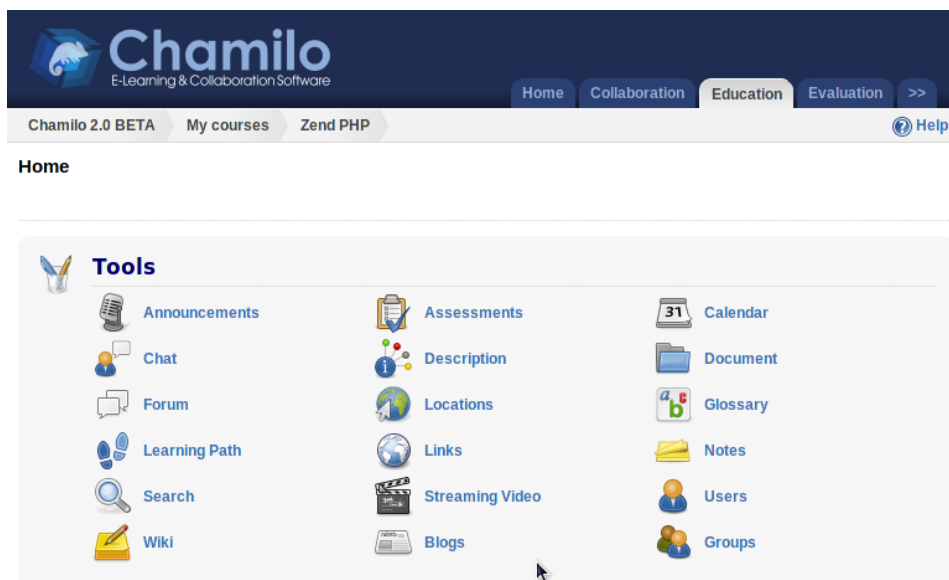 Chamilo
E-Learning & Collaboration Software
Home Collaboration Education Evaluation >>
Chamilo 2.0 BETA My courses Zend PHP Help
Home
Tools
Announcements Assessments 31 Calendar
Chat Description Document
Forum Locations Glossary
Learning Path Links Notes
Search Streaming Video Users
Wiki Blogs Groups